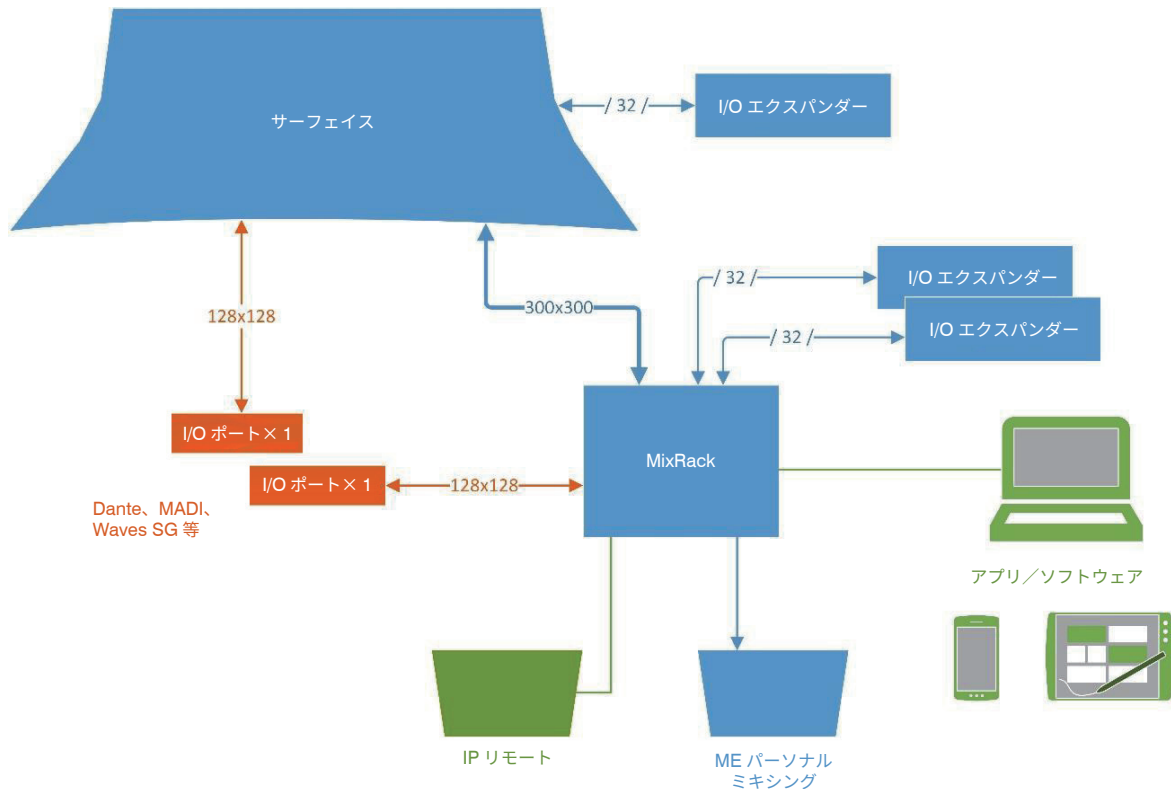 サーフェイス
/ 32 /
I/O エクスパンダー
/ 32 /
I/O エクスパンダー
300x300
128x128
/ 32 /
I/O エクスパンダー
I/O ポート× 1
MixRack
I/O ポート× 1
128x128
Dante、MADI、
Waves SG 等
アプリ／ソフトウェア
IP リモート
ME パーソナル
ミキシング